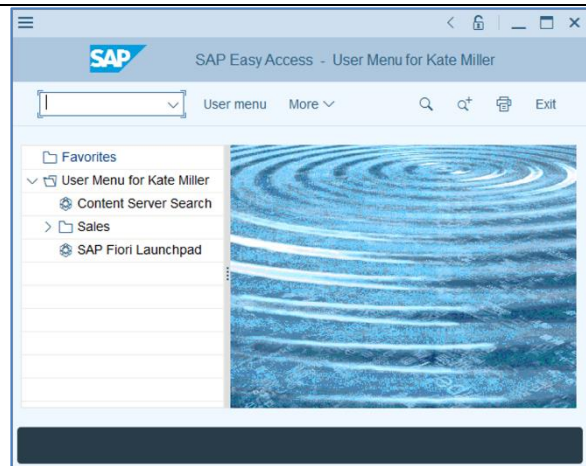 SAP
SAP Easy Access - User Menu for Kate Miller
User menu More Exit
Favorites
User Menu for Kate Miller
Content Server Search
Sales
SAP Fiori Launchpad